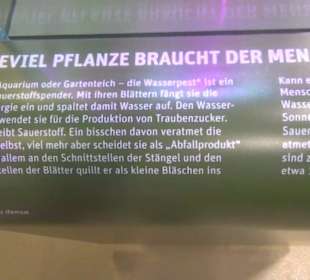 EVIEL PFLANZE BRAUCHT DER MEN
Aquarium oder Gartenteich – die Wasserpest* ist ein
auerstoffspender. Mit ihren Blättern fängt sie die
ergie ein und spaltet damit Wasser auf. Den Wasser-
wendet sie für die Produktion von Traubenzucker.
eibt Sauerstoff. Ein bisschen davon veratmet die
elbst, viel mehr aber scheidet sie als „Abfallprodukt"
allem an den Schnittstellen der Stängel und den
tellen der Blätter quillt er als kleine Bläschen ins
Kann e
Mensc
Wasse
Sonne
Sauer
atmet
sind z
etwa